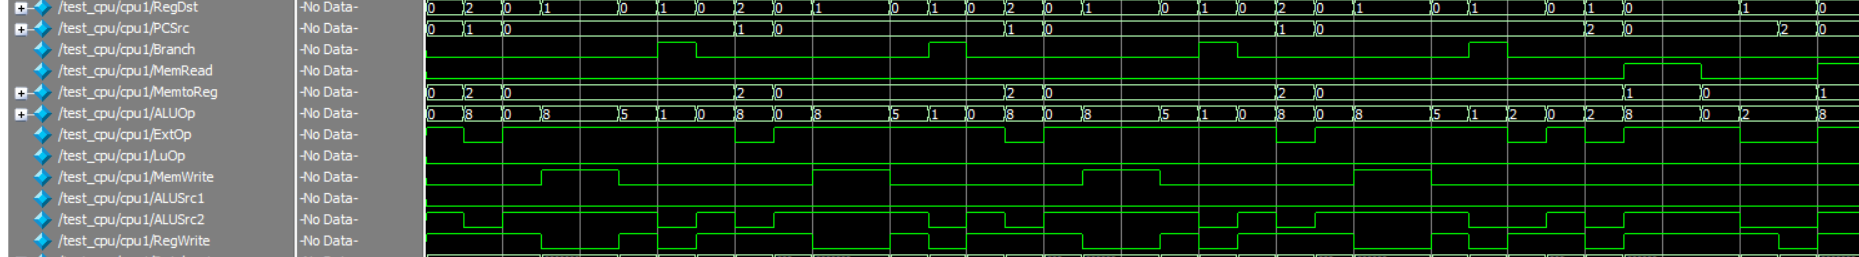 /test_cpu/cpu1/RegDst -No Data- 0 2 0 1 0 1 0 2 0 1 0 1 0 2 0 1 0 1 0 2 0 1 0 1 0 1 0 1 0
/test_cpu/cpu1/PCSrc -No Data- 0 1 0 1 0 1 0 1 0 2 0 2 0
/test_cpu/cpu1/Branch -No Data-
/test_cpu/cpu1/MemRead -No Data-
/test_cpu/cpu1/MemtoReg -No Data- 0 2 0 2 0 2 0 2 0 1 0 1
/test_cpu/cpu1/ALUOp -No Data- 0 8 0 8 5 1 0 8 0 8 5 1 0 8 0 8 5 1 0 8 0 8 5 1 2 0 2 8 0 2 8
/test_cpu/cpu1/ExtOp -No Data-
/test_cpu/cpu1/LuOp -No Data-
/test_cpu/cpu1/MemWrite -No Data-
/test_cpu/cpu1/ALUSrc1 -No Data-
/test_cpu/cpu1/ALUSrc2 -No Data-
/test_cpu/cpu1/RegWrite -No Data-